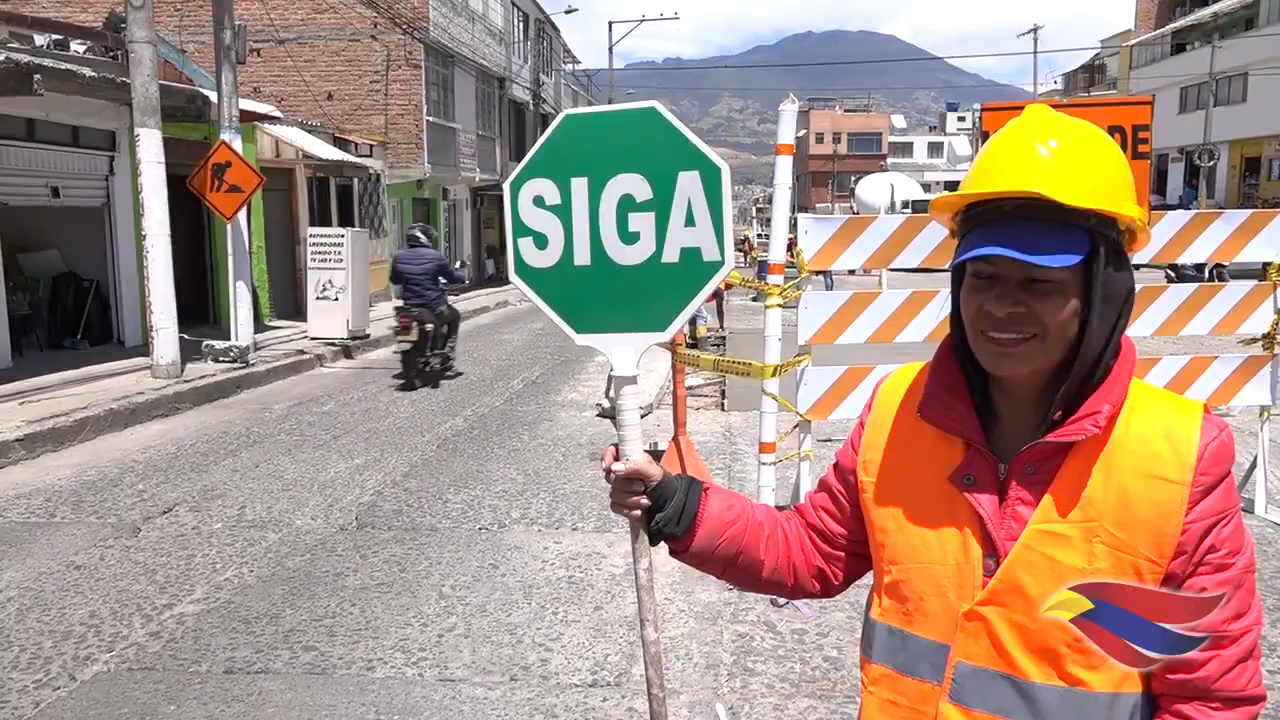 SIGA
DE
REPARACION
LAVADORAS
SONIDO T.V.
TV LED Y LCD